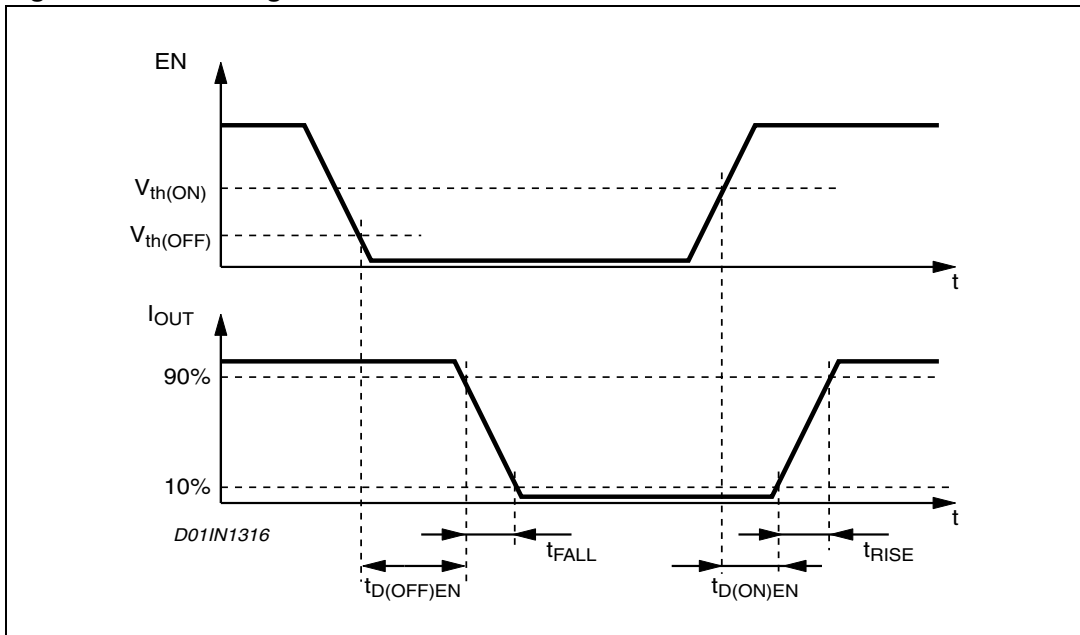 EN
Vth(ON)
Vth(OFF)
t
IOUT
90%
10%
t
D01IN1316
tFALL
tRISE
tD(OFF)EN
tD(ON)EN